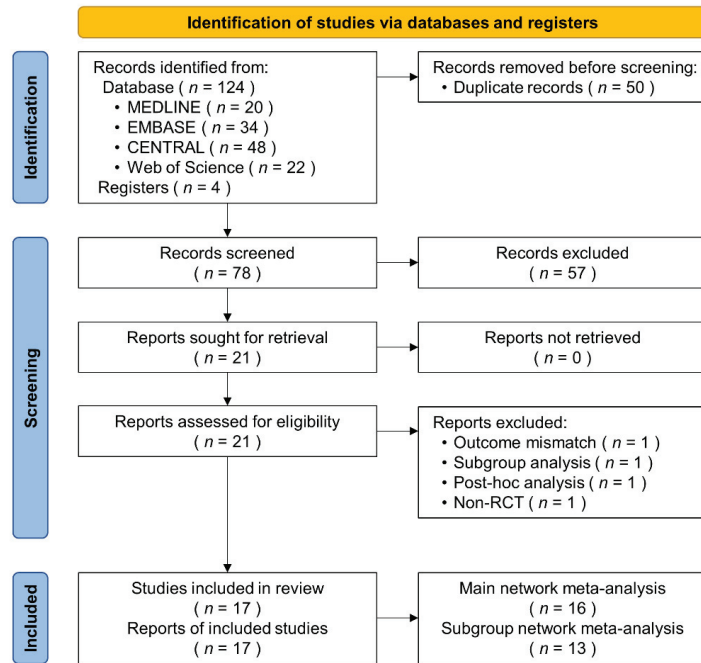 Identification of studies via databases and registers
Identification
Records identified from:
Database ( n = 124 )
• MEDLINE ( n = 20 )
• EMBASE ( n = 34 )
• CENTRAL ( n = 48 )
• Web of Science ( n = 22 )
Registers ( n = 4 )
Records removed before screening:
• Duplicate records ( n = 50 )
Screening
Records screened
( n = 78 )
Records excluded
( n = 57 )
Reports sought for retrieval
( n = 21 )
Reports not retrieved
( n = 0 )
Reports assessed for eligibility
( n = 21 )
Reports excluded:
• Outcome mismatch ( n = 1 )
• Subgroup analysis ( n = 1 )
• Post-hoc analysis ( n = 1 )
• Non-RCT ( n = 1 )
Included
Studies included in review
( n = 17 )
Reports of included studies
( n = 17 )
Main network meta-analysis
( n = 16 )
Subgroup network meta-analysis
( n = 13 )